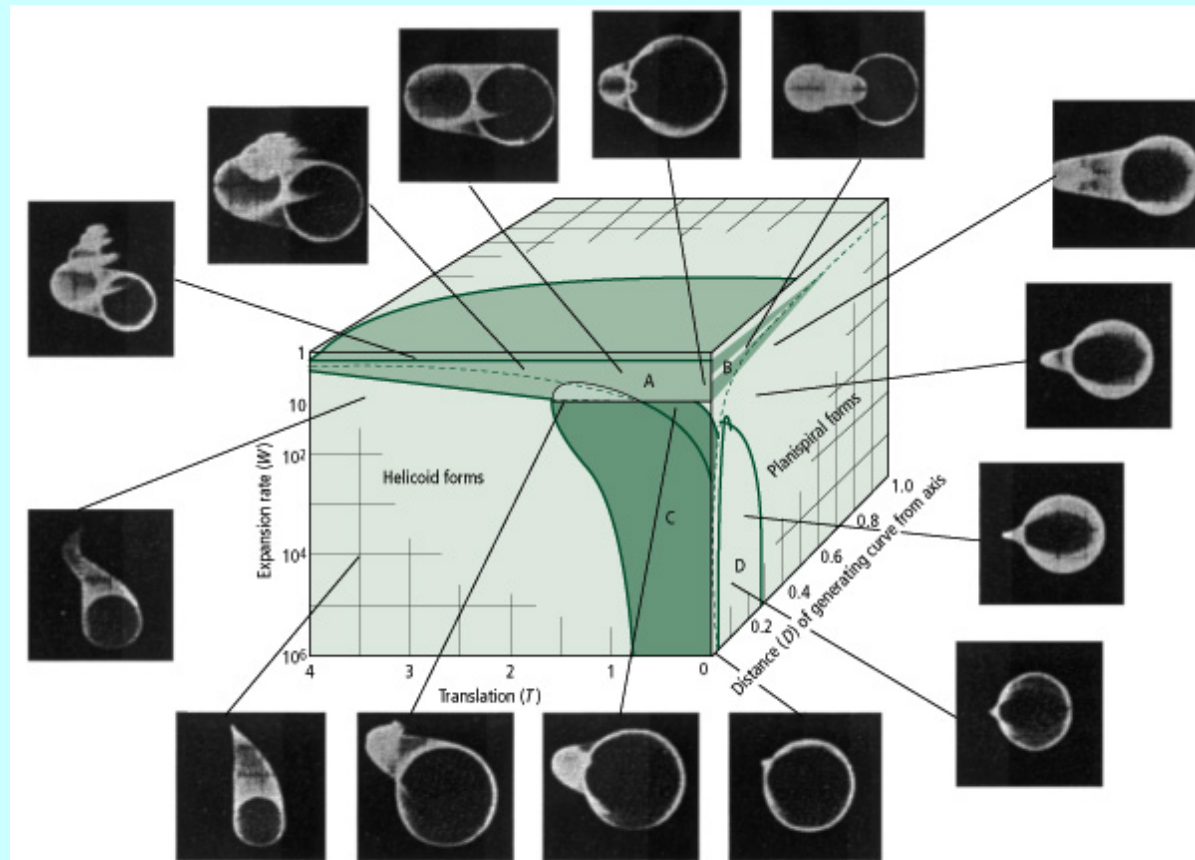 1
10
10²
10⁴
10⁶
Expansion rate (W)
4
3
2
1
0
Translation (T)
Helicoid forms
A
B
C
D
Planispiral forms
0.2
0.4
0.6
0.8
1.0
Distance (D) of generating curve from axis